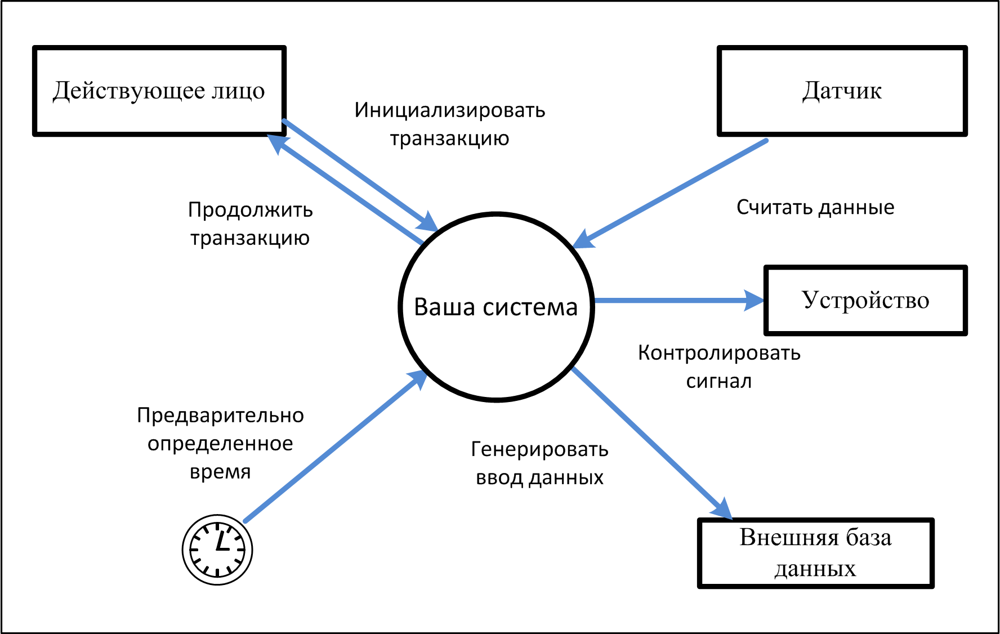 Действующее лицо
Датчик
Инициализировать
транзакцию
Продолжить
транзакцию
Считать данные
Ваша система
Устройство
Контролировать
сигнал
Предварительно
определенное
время
Генерировать
ввод данных
Внешняя база
данных